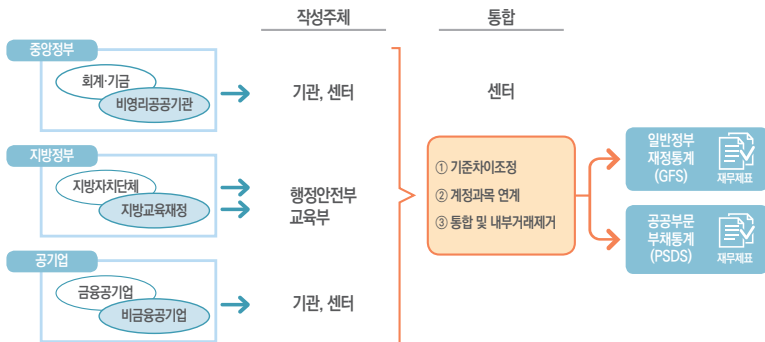 작성주체
통합
중앙정부
회계·기금
비영리공공기관
기관, 센터
센터
지방정부
지방자치단체
지방교육재정
행정안전부
교육부
① 기준차이조정
② 계정과목 연계
③ 통합 및 내부거래제거
일반정부
재정통계
(GFS)
재무제표
공공부문
부채통계
(PSDS)
재무제표
공기업
금융공기업
비금융공기업
기관, 센터